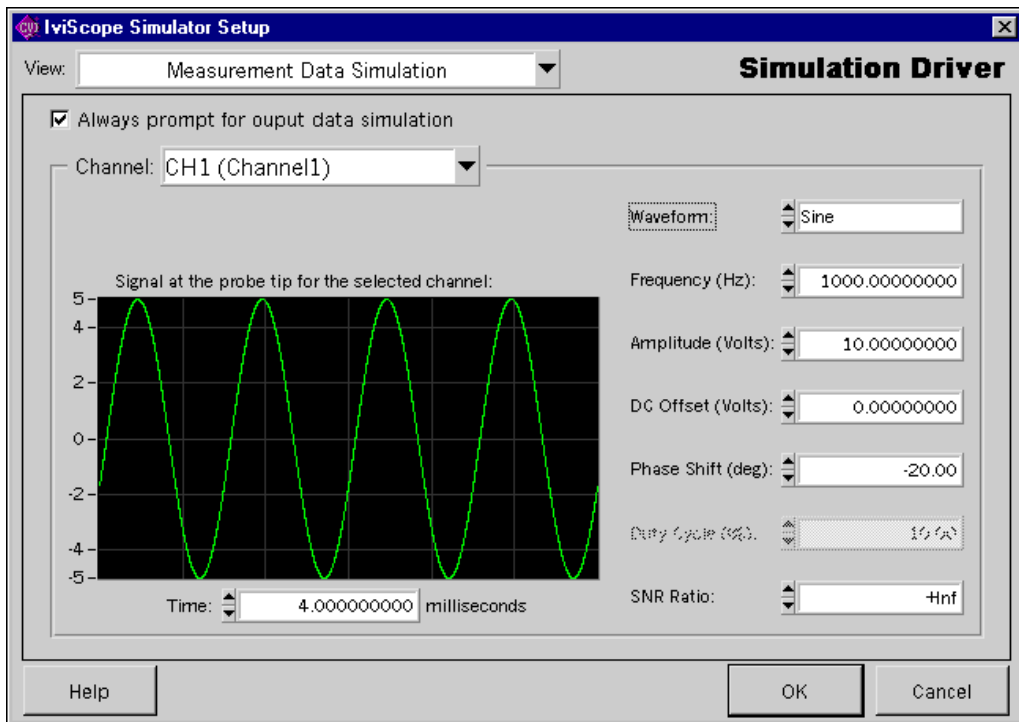 CVI IviScope Simulator Setup
View: Measurement Data Simulation
Simulation Driver
Always prompt for ouput data simulation
Channel: CH1 (Channel1)
Waveform: Sine
Signal at the probe tip for the selected channel:
5
4
2
0
-2
-4
-5
Time: 4.000000000 milliseconds
Frequency (Hz): 1000.00000000
Amplitude (Volts): 10.00000000
DC Offset (Volts): 0.00000000
Phase Shift (deg): -20.00
Duty Cycle (%):
SNR Ratio: +Inf
Help
OK
Cancel